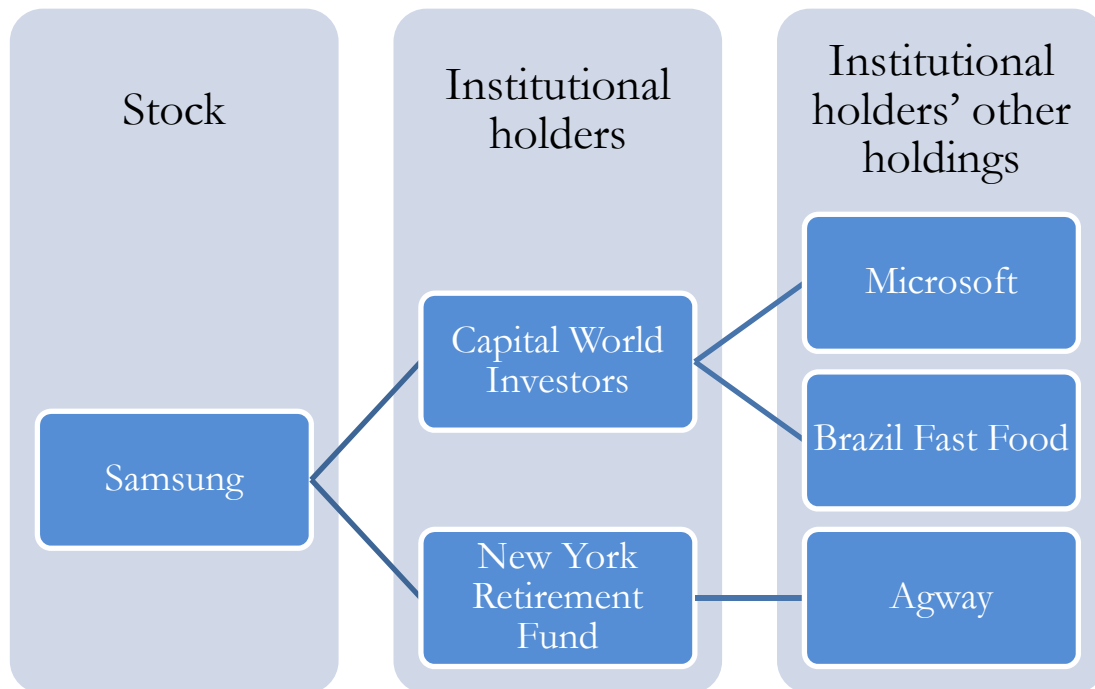 Stock
Institutional
holders
Institutional
holders’ other
holdings
Samsung
Capital World
Investors
New York
Retirement
Fund
Microsoft
Brazil Fast Food
Agway